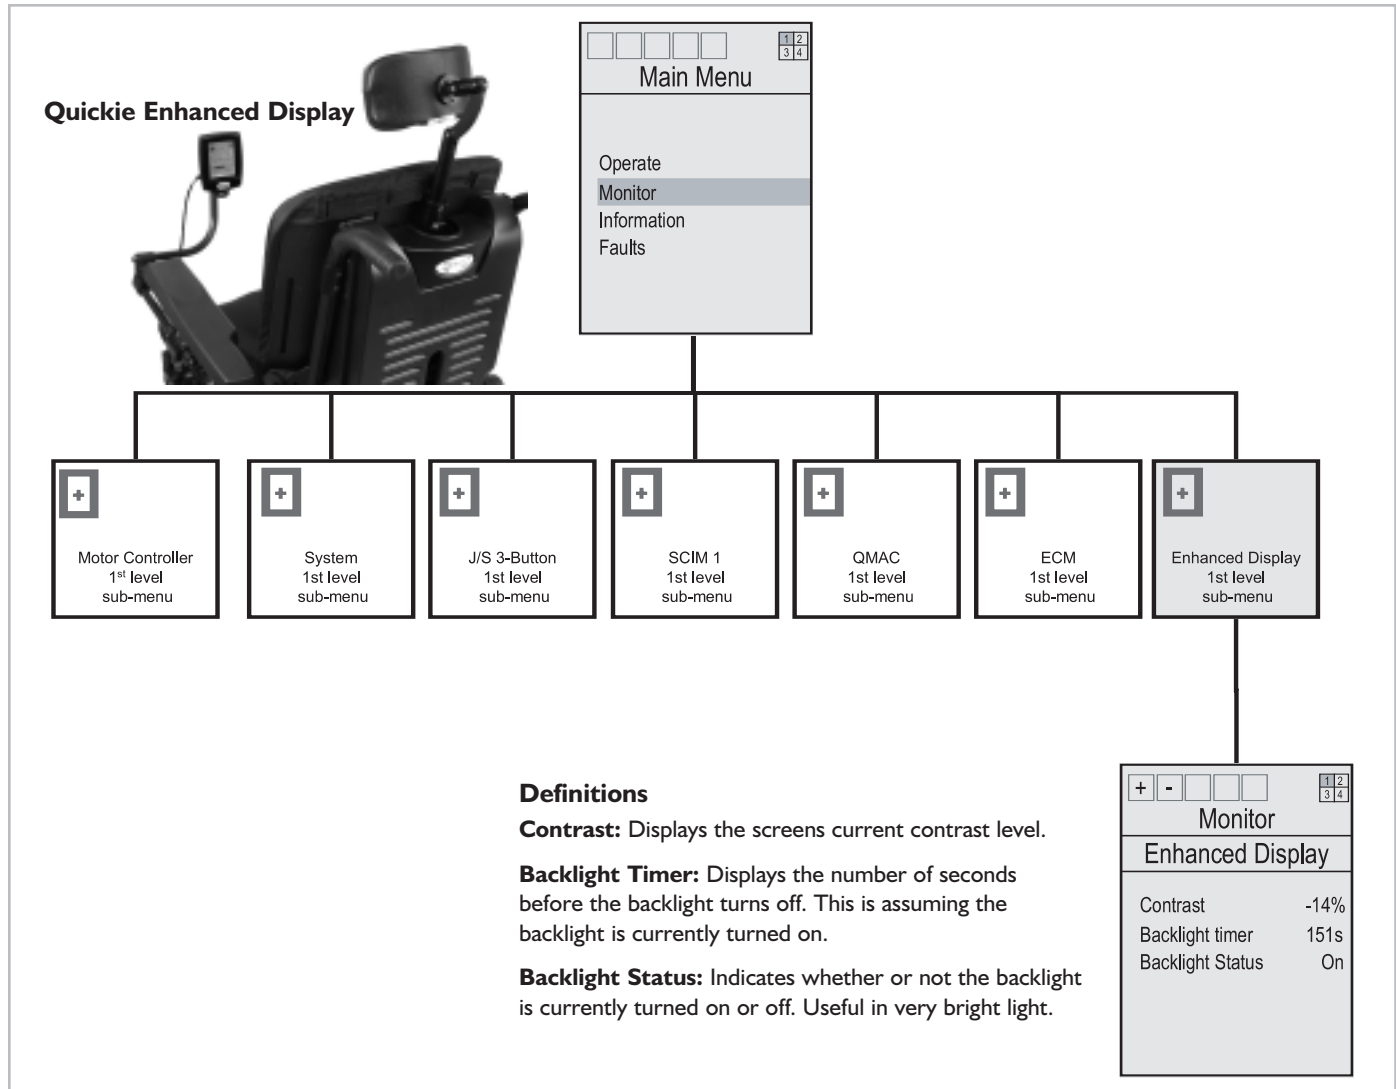 Quickie Enhanced Display
1 2
3 4
Main Menu
Operate
Monitor
Information
Faults
+
Motor Controller
1st level
sub-menu
+
System
1st level
sub-menu
+
J/S 3-Button
1st level
sub-menu
+
SCIM 1
1st level
sub-menu
+
QMAC
1st level
sub-menu
+
ECM
1st level
sub-menu
+
Enhanced Display
1st level
sub-menu
Definitions
Contrast: Displays the screens current contrast level.
Backlight Timer: Displays the number of seconds
before the backlight turns off. This is assuming the
backlight is currently turned on.
Backlight Status: Indicates whether or not the backlight
is currently turned on or off. Useful in very bright light.
+ - 1 2
3 4
Monitor
Enhanced Display
Contrast -14%
Backlight timer 151s
Backlight Status On